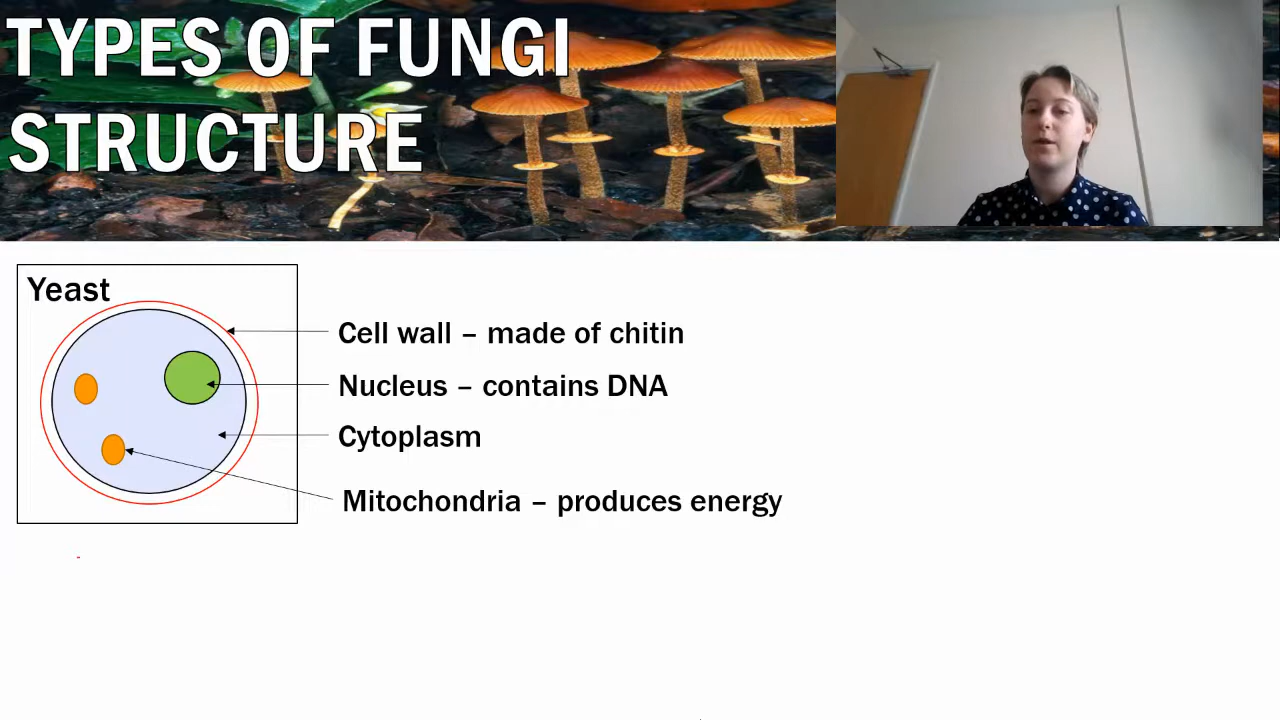 TYPES OF FUNGI
STRUCTURE
Yeast
Cell wall – made of chitin
Nucleus – contains DNA
Cytoplasm
Mitochondria – produces energy